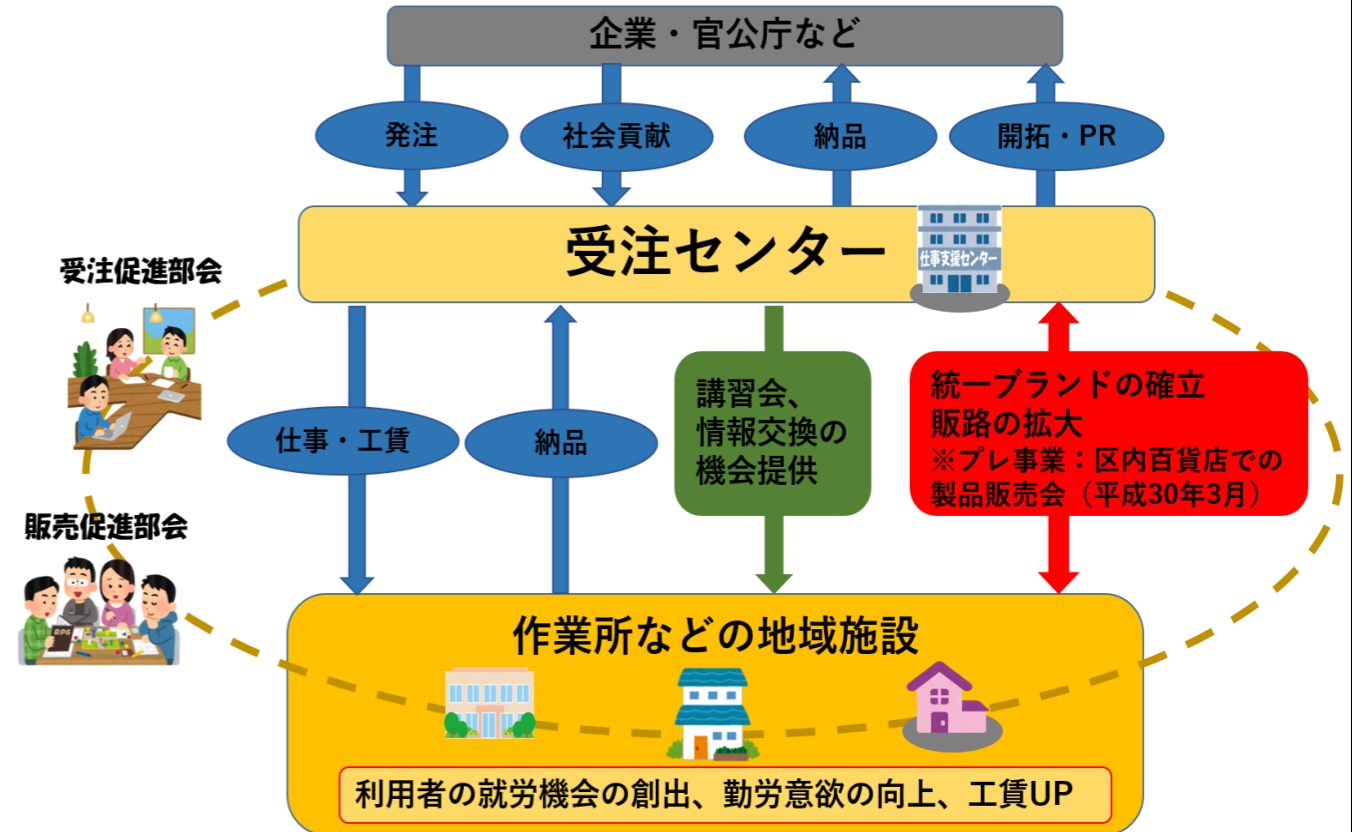 企業・官公庁など
発注
社会貢献
納品
開拓・PR
受注センター
仕事支援センター
受注促進部会
販売促進部会
RPG
仕事・工賃
納品
講習会、
情報交換の
機会提供
統一ブランドの確立
販路の拡大
※プレ事業：区内百貨店での
製品販売会（平成30年3月）
作業所などの地域施設
利用者の就労機会の創出、勤労意欲の向上、工賃UP